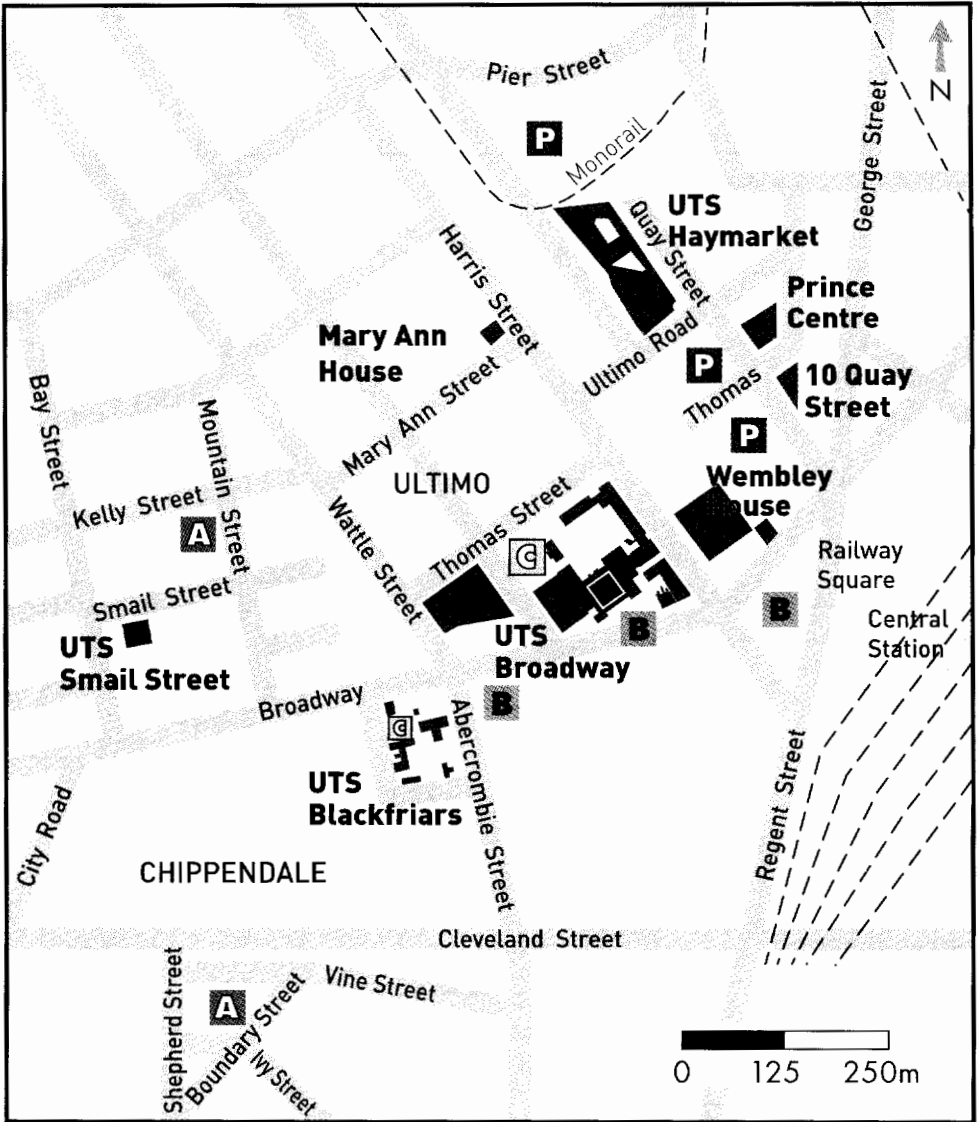 Pier Street
N
P
Monorail
George Street
UTS
Haymarket
Quay Street
Harris Street
Prince
Centre
Mary Ann
House
Ultimo Road
P
Thomas
10 Quay
Street
Mary Ann Street
Bay Street
Mountain Street
P
ULTIMO
Wembley
ouse
Kelly Street
A
Wattle Street
Thomas Street
C
Railway
Square
Smail Street
B
B
Central
Station
UTS
Smail Street
UTS
Broadway
Broadway
B
C
Abercrombie Street
UTS
Blackfriars
Regent Street
City Road
CHIPPENDALE
Cleveland Street
Shepherd Street
Vine Street
A
Boundary Street
Ivy Street
0 125 250m